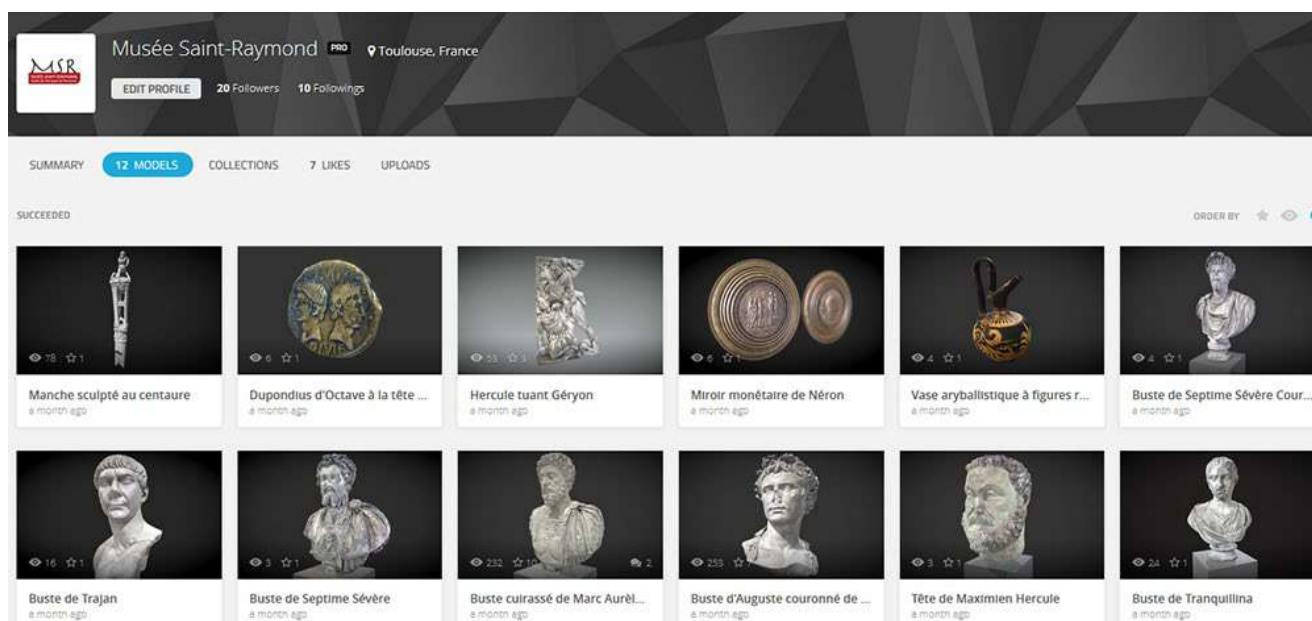 Musée Saint-Raymond PRO Toulouse, France
MSR
EDIT PROFILE 20 Followers 10 Followings
SUMMARY 12 MODELS COLLECTIONS 7 LIKES UPLOADS
SUCCEEDED ORDER BY
78 1 6 1 53 3 6 1 4 1 4 1
Manche sculpté au centaure Dupondius d'Octave à la tête ... Hercule tuant Géryon Miroir monétaire de Néron Vase aryballistique à figures r... Buste de Septime Sévère Cour...
a month ago a month ago a month ago a month ago a month ago a month ago
16 1 3 1 232 10 2 253 3 1 24 1
Buste de Trajan Buste de Septime Sévère Buste cuirassé de Marc Aurèl... Buste d'Auguste couronné de ... Tête de Maximien Hercule Buste de Tranquillina
a month ago a month ago a month ago a month ago a month ago a month ago